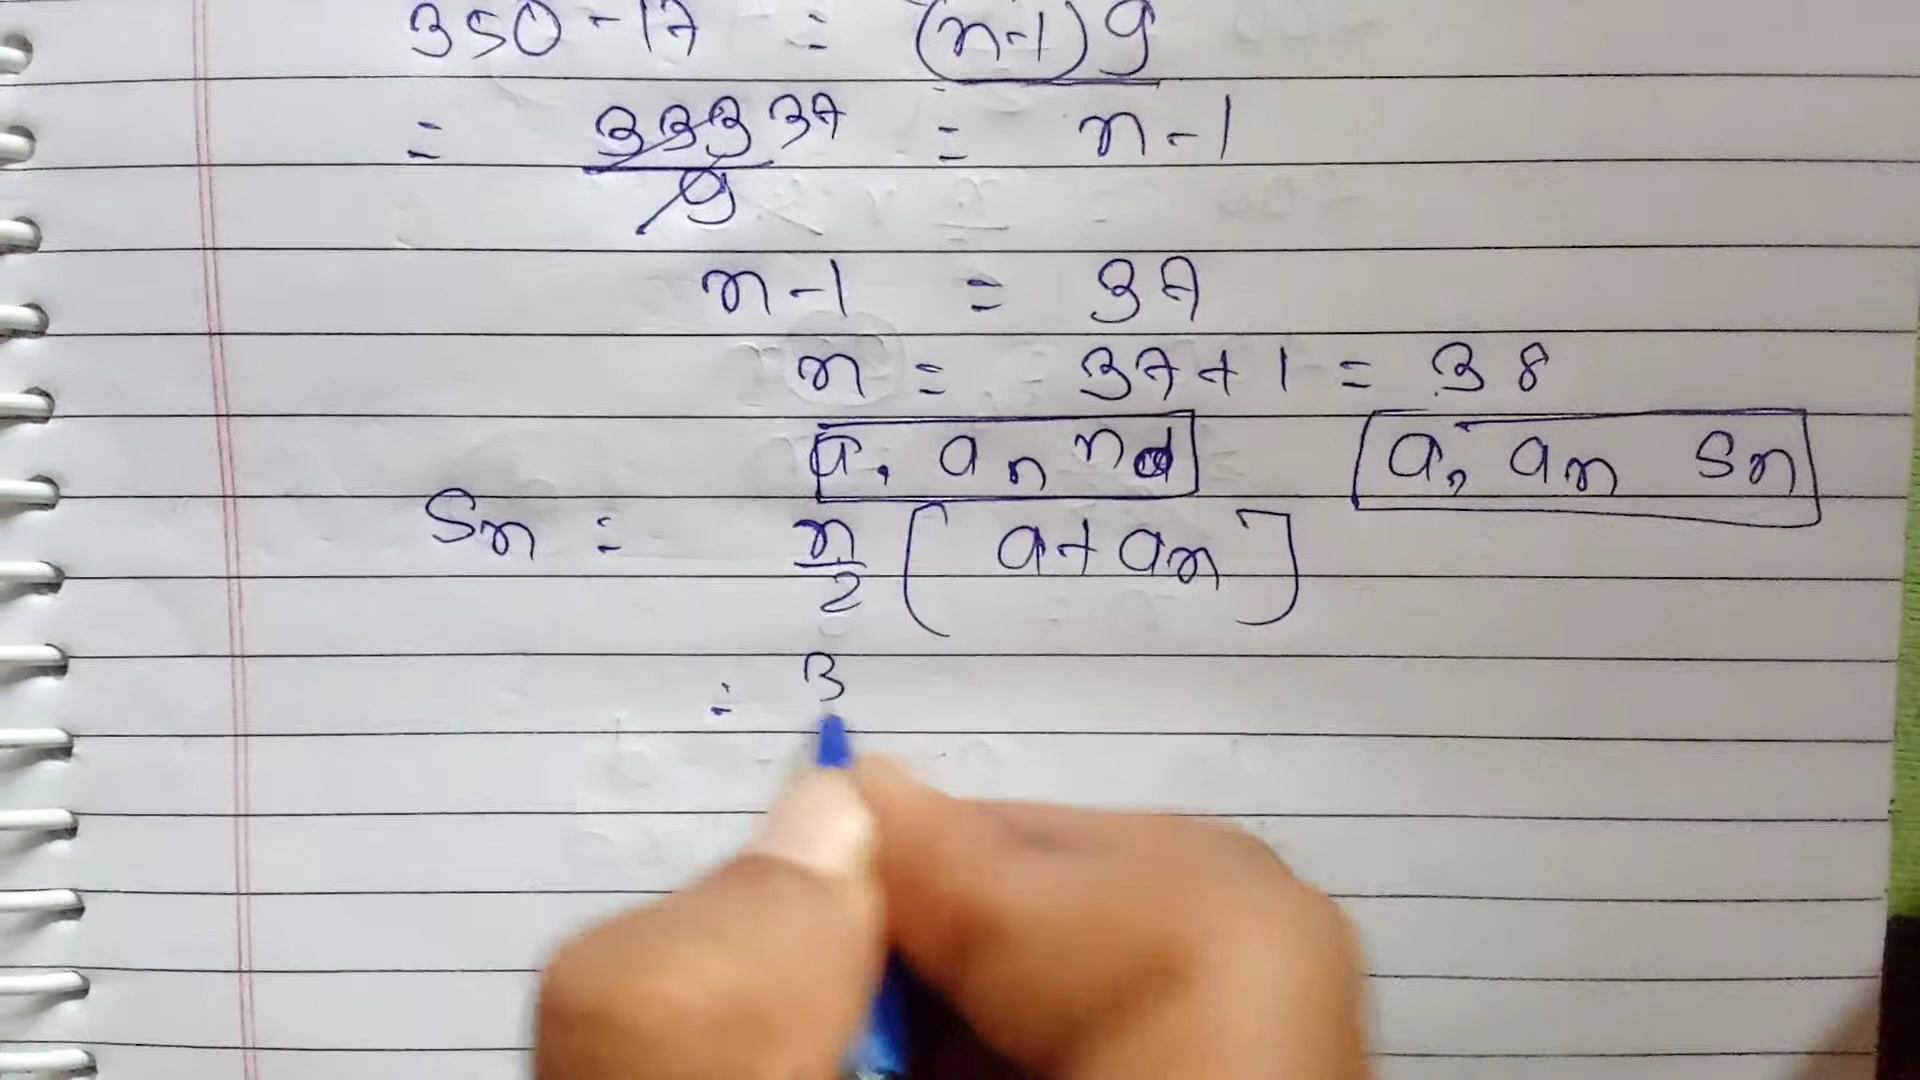 350 - 17 = (n-1) 9
= 333/9 37 = n - 1
n - 1 = 37
n = 37 + 1 = 38
a, an n d a, an Sn
Sn = n/2 [ a + an ]
= 3